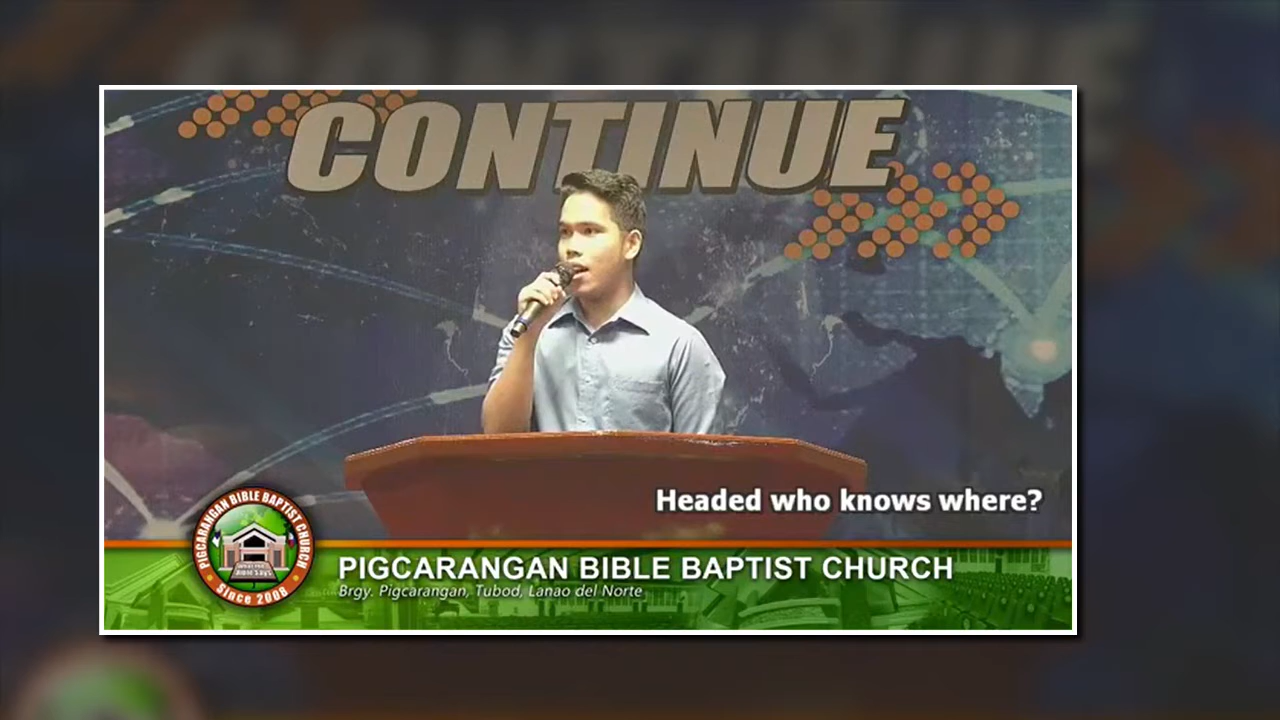 CONTINUE
Headed who knows where?
PIGCARANGAN BIBLE BAPTIST CHURCH
Since 2008
PIGCARANGAN BIBLE BAPTIST CHURCH
Brgy. Pigcarangan, Tubod, Lanao del Norte